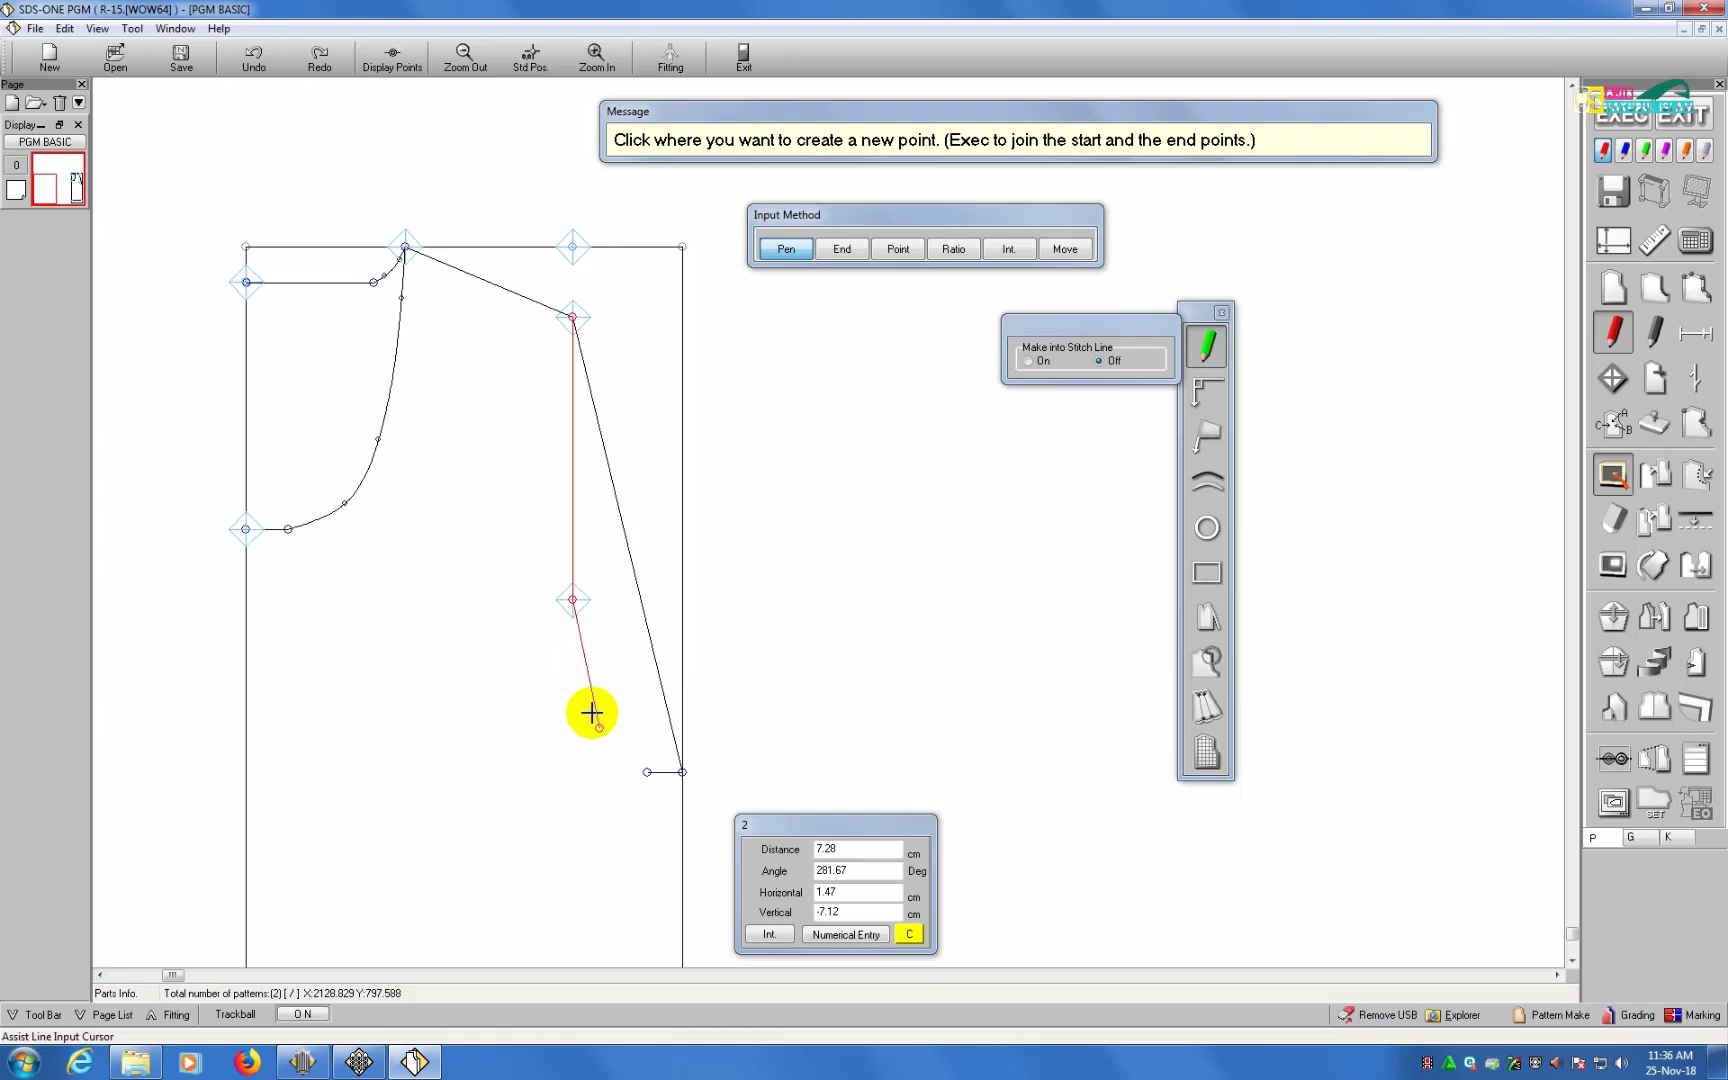 SDS-ONE PGM ( R-15.[WOW64] ) - [PGM BASIC]
File Edit View Tool Window Help
New Open Save Undo Redo Display Points Zoom Out Std Pos. Zoom In Fitting Exit
Page
Display
PGM BASIC
0
Message
Click where you want to create a new point. (Exec to join the start and the end points.)
Input Method
Pen End Point Ratio Int. Move
EXEC EXIT
Make into Stitch Line
On Off
A
C B
SET EQ
P G K
2
Distance 7.28 cm
Angle 281.67 Deg
Horizontal 1.47 cm
Vertical -7.12 cm
Int. Numerical Entry C
Parts Info. Total number of patterns:(2) [ / ] X:2128.829 Y:797.588
Tool Bar Page List Fitting Trackball ON Remove USB Explorer Pattern Make Grading Marking
Assist Line Input Cursor
11:36 AM
25-Nov-18